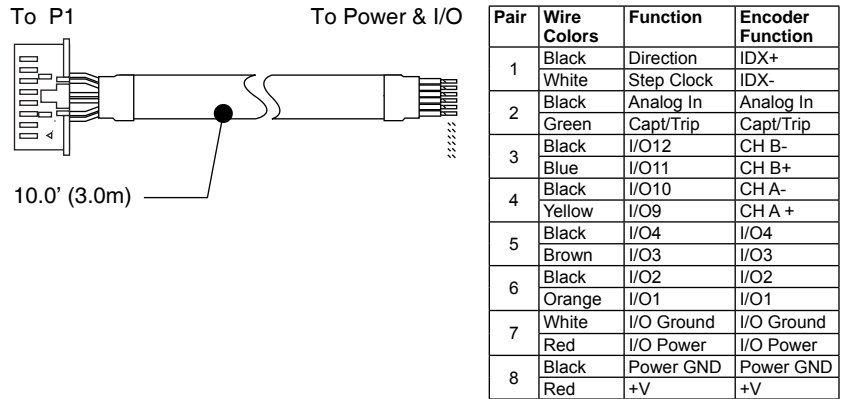 To P1
To Power & I/O
10.0' (3.0m)
Pair Wire Colors Function Encoder Function
1 Black Direction IDX+
White Step Clock IDX-
2 Black Analog In Analog In
Green Capt/Trip Capt/Trip
3 Black I/O12 CH B-
Blue I/O11 CH B+
4 Black I/O10 CH A-
Yellow I/O9 CH A +
5 Black I/O4 I/O4
Brown I/O3 I/O3
6 Black I/O2 I/O2
Orange I/O1 I/O1
7 White I/O Ground I/O Ground
Red I/O Power I/O Power
8 Black Power GND Power GND
Red +V +V